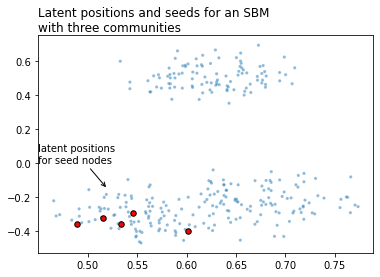 Latent positions and seeds for an SBM
with three communities
0.6
0.4
0.2
0.0
−0.2
−0.4
latent positions
for seed nodes
0.50 0.55 0.60 0.65 0.70 0.75